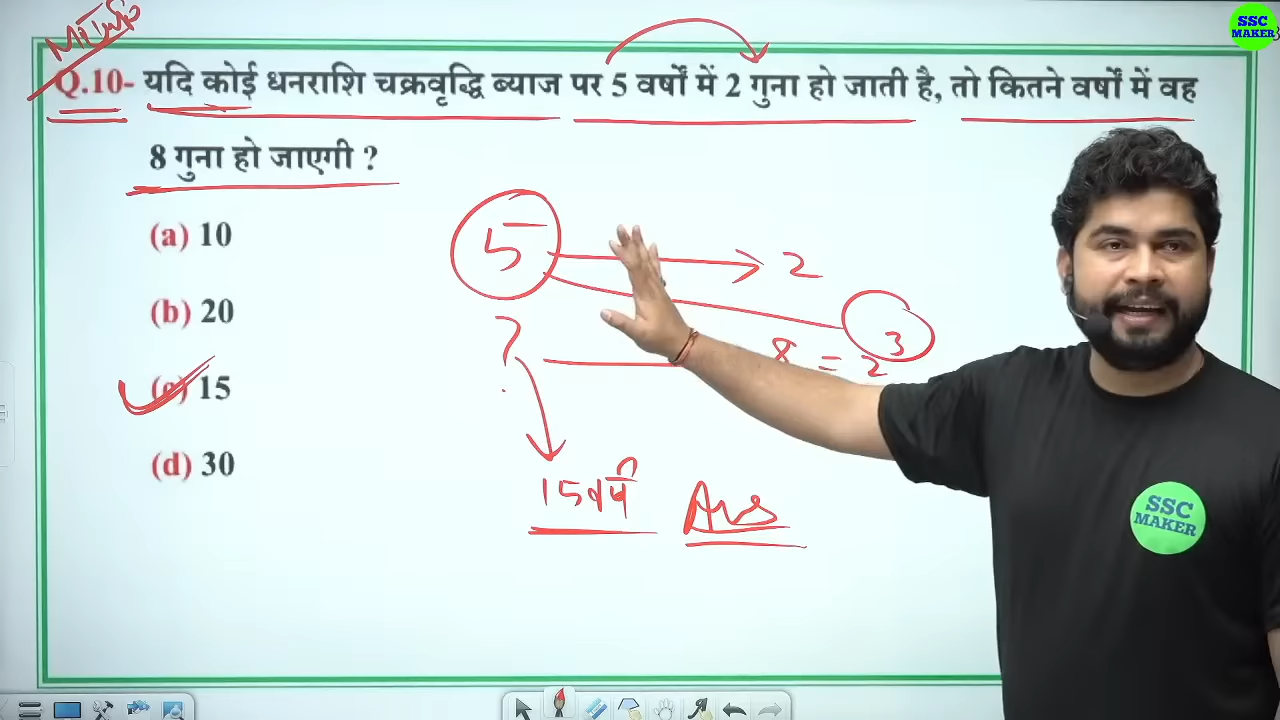 SSC
MAKER
Q.10- यदि कोई धनराशि चक्रवृद्धि ब्याज पर 5 वर्षों में 2 गुना हो जाती है, तो कितने वर्षों में वह
8 गुना हो जाएगी ?
(a) 10
(b) 20
(c) 15
(d) 30
5 2
3
? 8 = 2
15 वर्ष Ans
SSC
MAKER